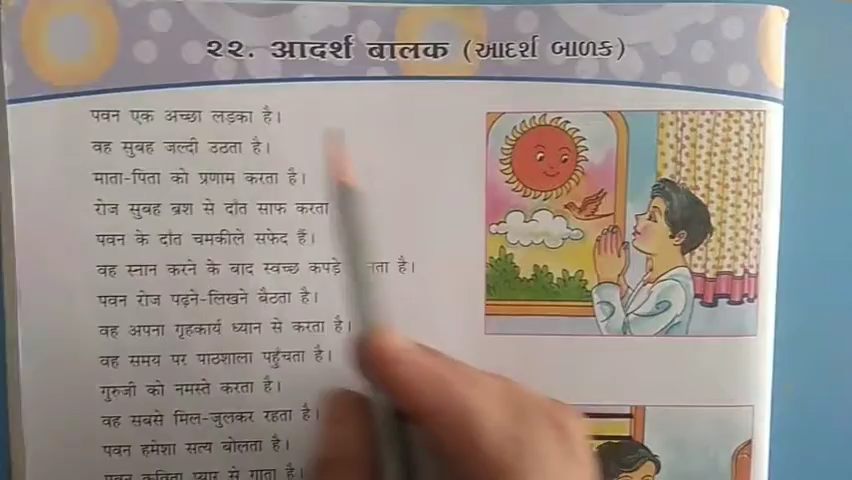 २२. आदर्श बालक (આદર્શ બાળક)
पवन एक अच्छा लड़का है।
वह सुबह जल्दी उठता है।
माता-पिता को प्रणाम करता है।
रोज सुबह ब्रश से दाँत साफ करता
पवन के दाँत चमकीले सफेद हैं।
वह स्नान करने के बाद स्वच्छ कपड़े है।
पवन रोज पढ़ने-लिखने बैठता है।
वह अपना गृहकार्य ध्यान से करता है।
वह समय पर पाठशाला पहुँचता है।
गुरुजी को नमस्ते करता है।
वह सबसे मिल-जुलकर रहता है।
पवन हमेशा सत्य बोलता है।
पवन कविता प्यार से गाता है।